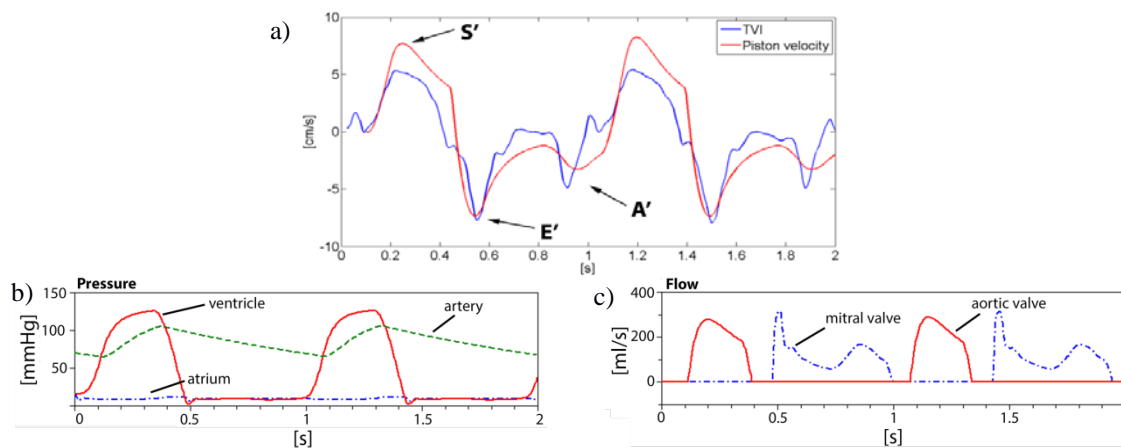 a)
S'
TVI
Piston velocity
10
5
0
-5
-10
[cm/s]
A'
E'
0 0.2 0.4 0.6 0.8 1 1.2 1.4 1.6 1.8 2
[s]
b) Pressure
150
100
50
0
[mmHg]
ventricle
artery
atrium
0 0.5 1 1.5 2
[s]
c) Flow
400
200
0
[ml/s]
aortic valve
mitral valve
0 0.5 1 1.5
[s]